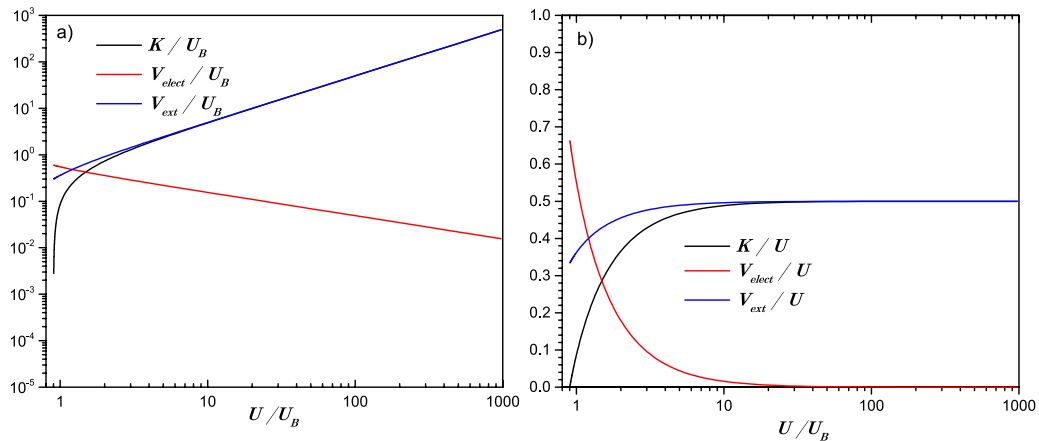 a)
K / U_B
V_elect / U_B
V_ext / U_B
10^3
10^2
10^1
10^0
10^-1
10^-2
10^-3
10^-4
10^-5
1 10 100 1000
U /U_B
b)
K / U
V_elect / U
V_ext / U
1.0
0.9
0.8
0.7
0.6
0.5
0.4
0.3
0.2
0.1
0.0
1 10 100 1000
U /U_B